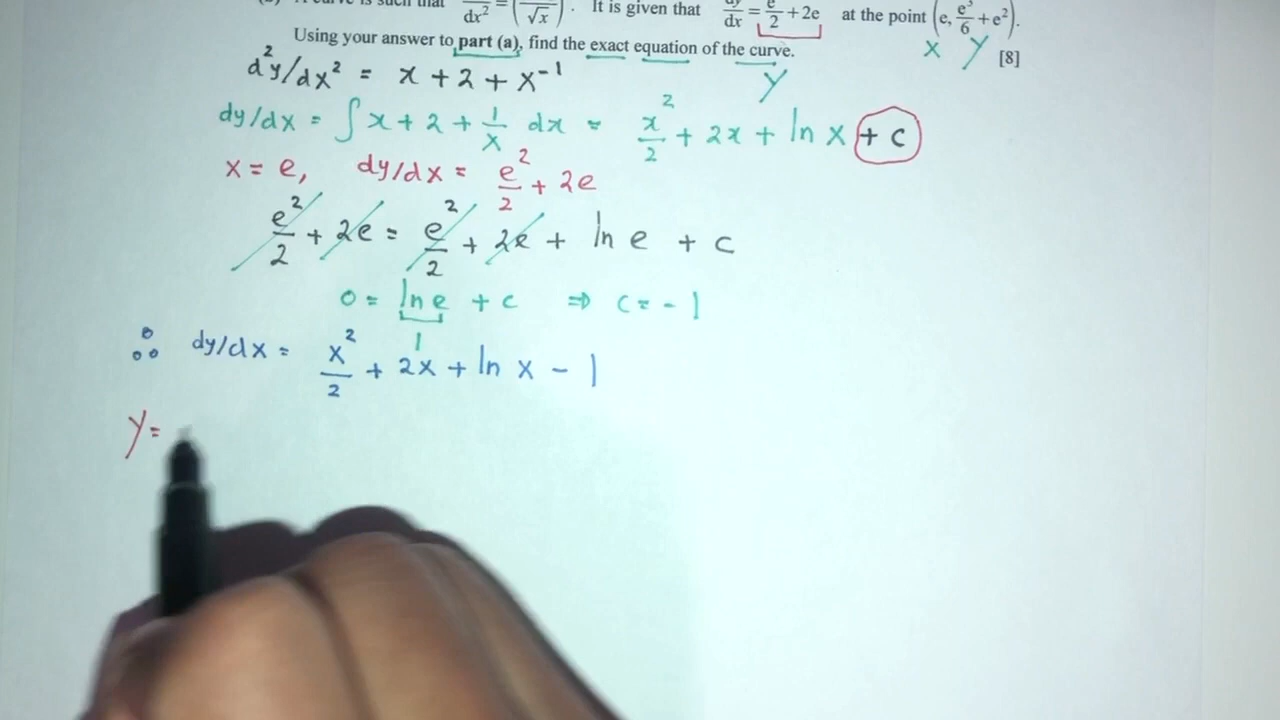 dx² = (√x). It is given that dy/dx = e²/2 + 2e at the point (e, e³/6 + e²).
Using your answer to part (a), find the exact equation of the curve.
x y [8]
d²y/dx² = x + 2 + x⁻¹
y
dy/dx = ∫ x + 2 + 1/x dx = x²/2 + 2x + ln x + c
x = e, dy/dx = e²/2 + 2e
e²/2 + 2e = e²/2 + 2e + ln e + c
0 = ln e + c ⇒ c = -1
1
∴ dy/dx = x²/2 + 2x + ln x - 1
y =